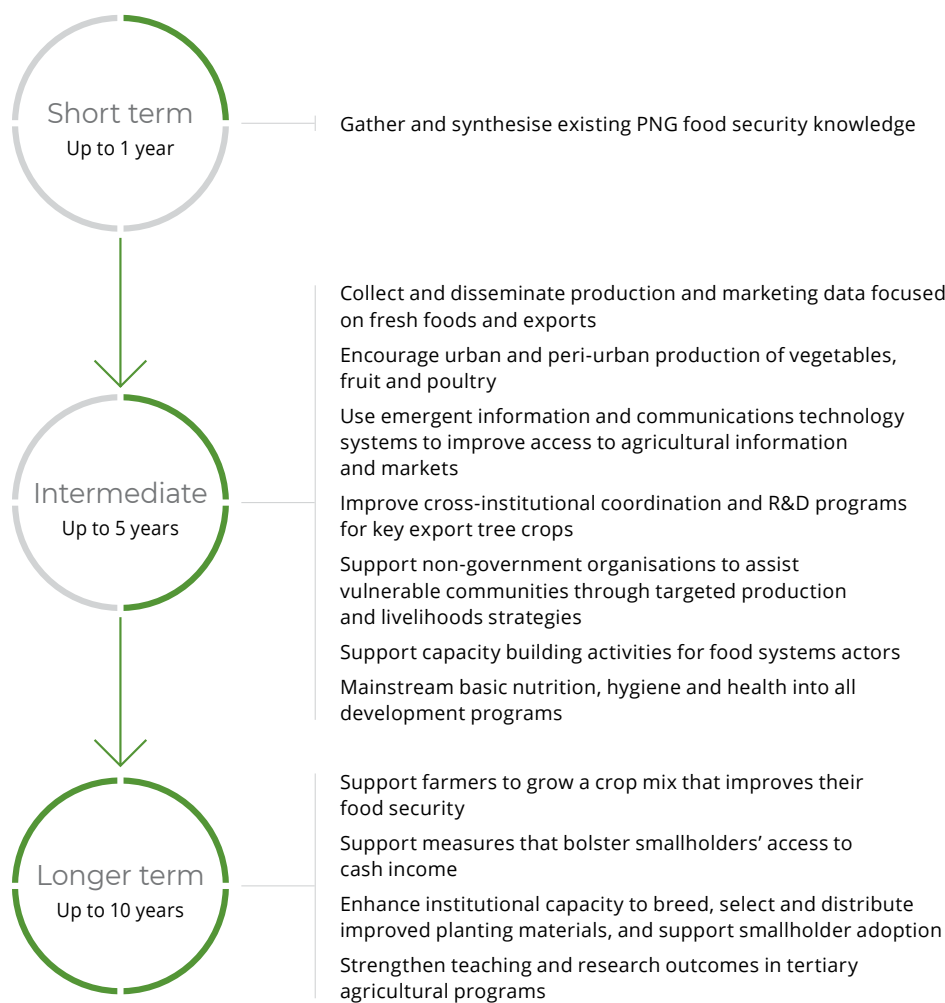 Short term
Up to 1 year
Gather and synthesise existing PNG food security knowledge
Intermediate
Up to 5 years
Collect and disseminate production and marketing data focused
on fresh foods and exports
Encourage urban and peri-urban production of vegetables,
fruit and poultry
Use emergent information and communications technology
systems to improve access to agricultural information
and markets
Improve cross-institutional coordination and R&D programs
for key export tree crops
Support non-government organisations to assist
vulnerable communities through targeted production
and livelihoods strategies
Support capacity building activities for food systems actors
Mainstream basic nutrition, hygiene and health into all
development programs
Longer term
Up to 10 years
Support farmers to grow a crop mix that improves their
food security
Support measures that bolster smallholders’ access to
cash income
Enhance institutional capacity to breed, select and distribute
improved planting materials, and support smallholder adoption
Strengthen teaching and research outcomes in tertiary
agricultural programs